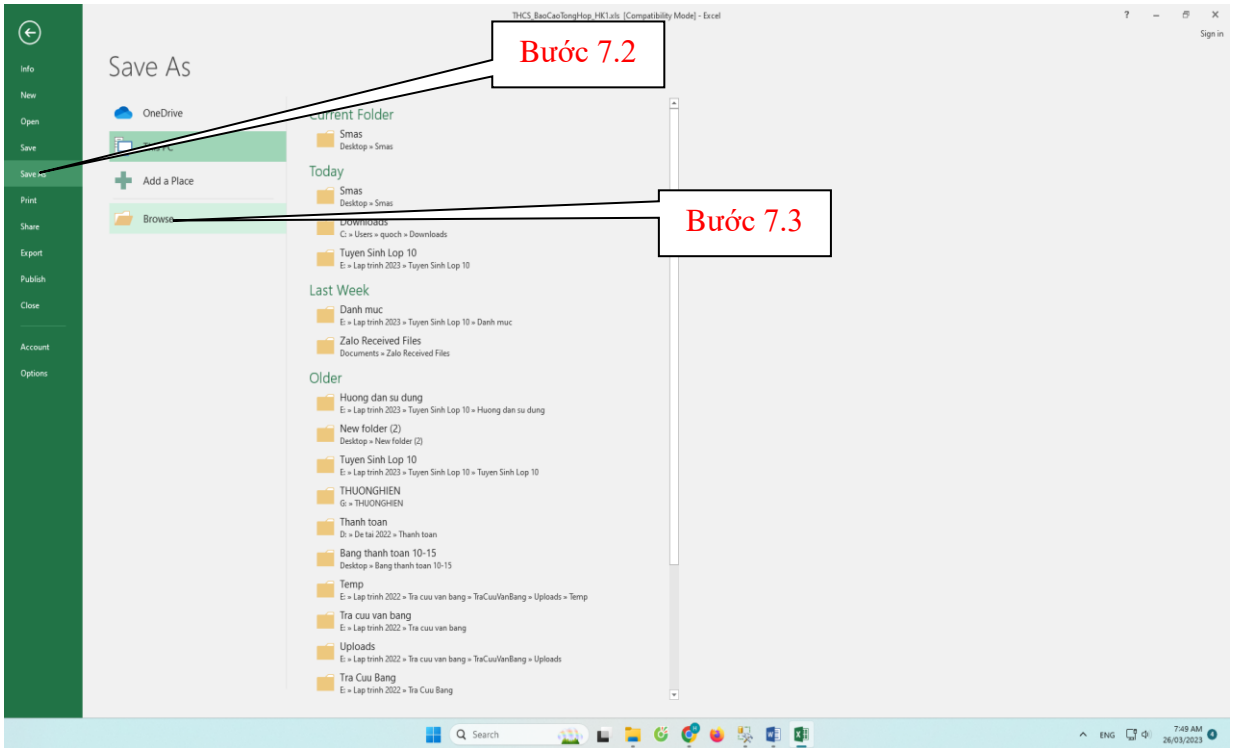 THCS_BaoCaoTongHop_HK1.xls [Compatibility Mode] - Excel
?
Sign in
Bước 7.2
Info
New
Open
Save
Save As
Print
Share
Export
Publish
Close
Account
Options
Save As
OneDrive
This PC
Add a Place
Browse
Bước 7.3
Current Folder
Smas
Desktop » Smas
Today
Smas
Desktop » Smas
Downloads
C: » Users » quoch » Downloads
Tuyen Sinh Lop 10
E: » Lap trinh 2023 » Tuyen Sinh Lop 10
Last Week
Danh muc
E: » Lap trinh 2023 » Tuyen Sinh Lop 10 » Danh muc
Zalo Received Files
Documents » Zalo Received Files
Older
Huong dan su dung
E: » Lap trinh 2023 » Tuyen Sinh Lop 10 » Huong dan su dung
New folder (2)
Desktop » New folder (2)
Tuyen Sinh Lop 10
E: » Lap trinh 2023 » Tuyen Sinh Lop 10 » Tuyen Sinh Lop 10
THUONGHIEN
G: » THUONGHIEN
Thanh toan
D: » De tai 2022 » Thanh toan
Bang thanh toan 10-15
Desktop » Bang thanh toan 10-15
Temp
E: » Lap trinh 2022 » Tra cuu van bang » TraCuuVanBang » Uploads » Temp
Tra cuu van bang
E: » Lap trinh 2022 » Tra cuu van bang
Uploads
E: » Lap trinh 2022 » Tra cuu van bang » TraCuuVanBang » Uploads
Tra Cuu Bang
E: » Lap trinh 2022 » Tra Cuu Bang
Search
ENG
7:49 AM
26/03/2023